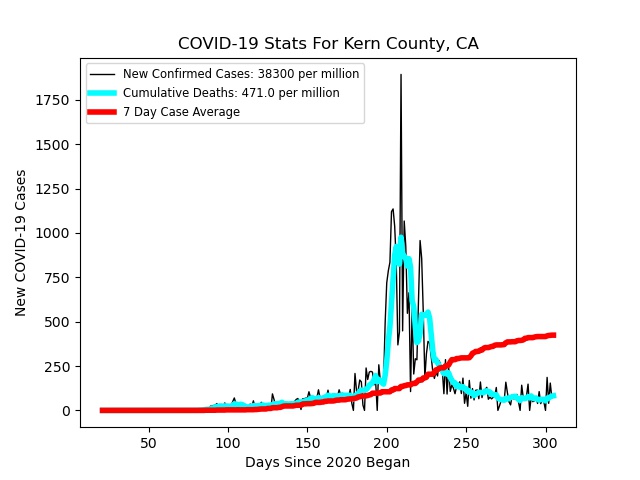 COVID-19 Stats For Kern County, CA
New Confirmed Cases: 38300 per million
Cumulative Deaths: 471.0 per million
7 Day Case Average
New COVID-19 Cases
1750
1500
1250
1000
750
500
250
0
50 100 150 200 250 300
Days Since 2020 Began